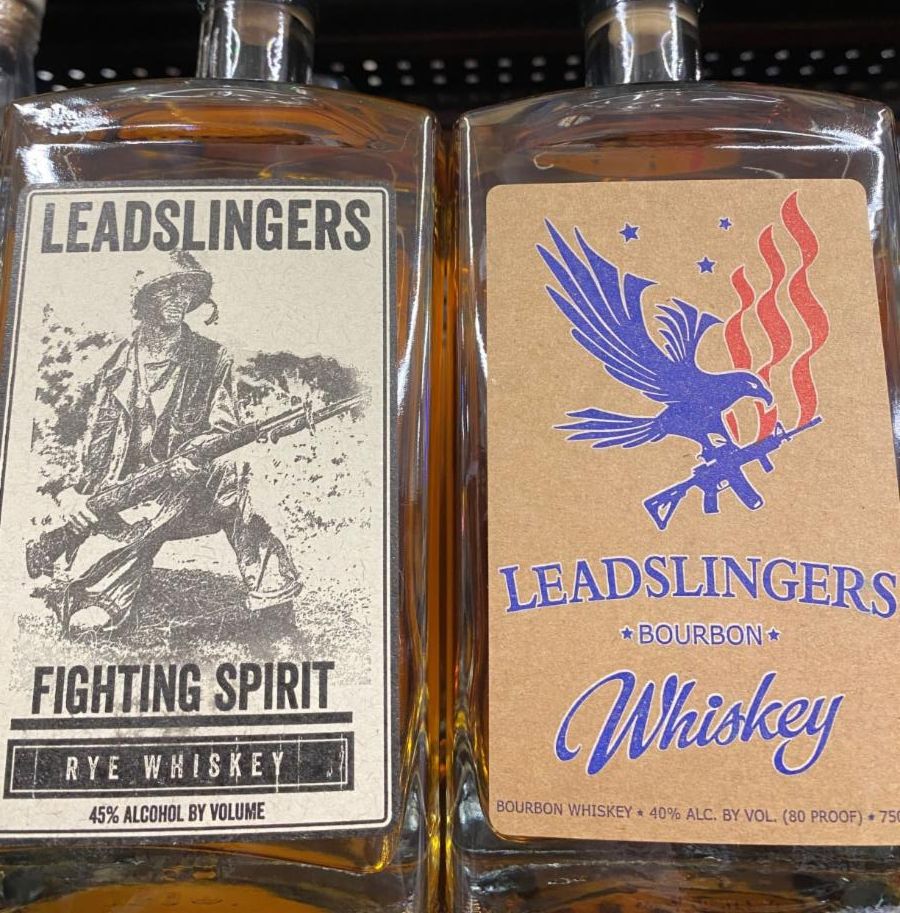 LEADSLINGERS
FIGHTING SPIRIT
RYE WHISKEY
45% ALCOHOL BY VOLUME
LEADSLINGERS
★BOURBON★
Whiskey
BOURBON WHISKEY ★ 40% ALC. BY VOL. (80 PROOF) ★ 750